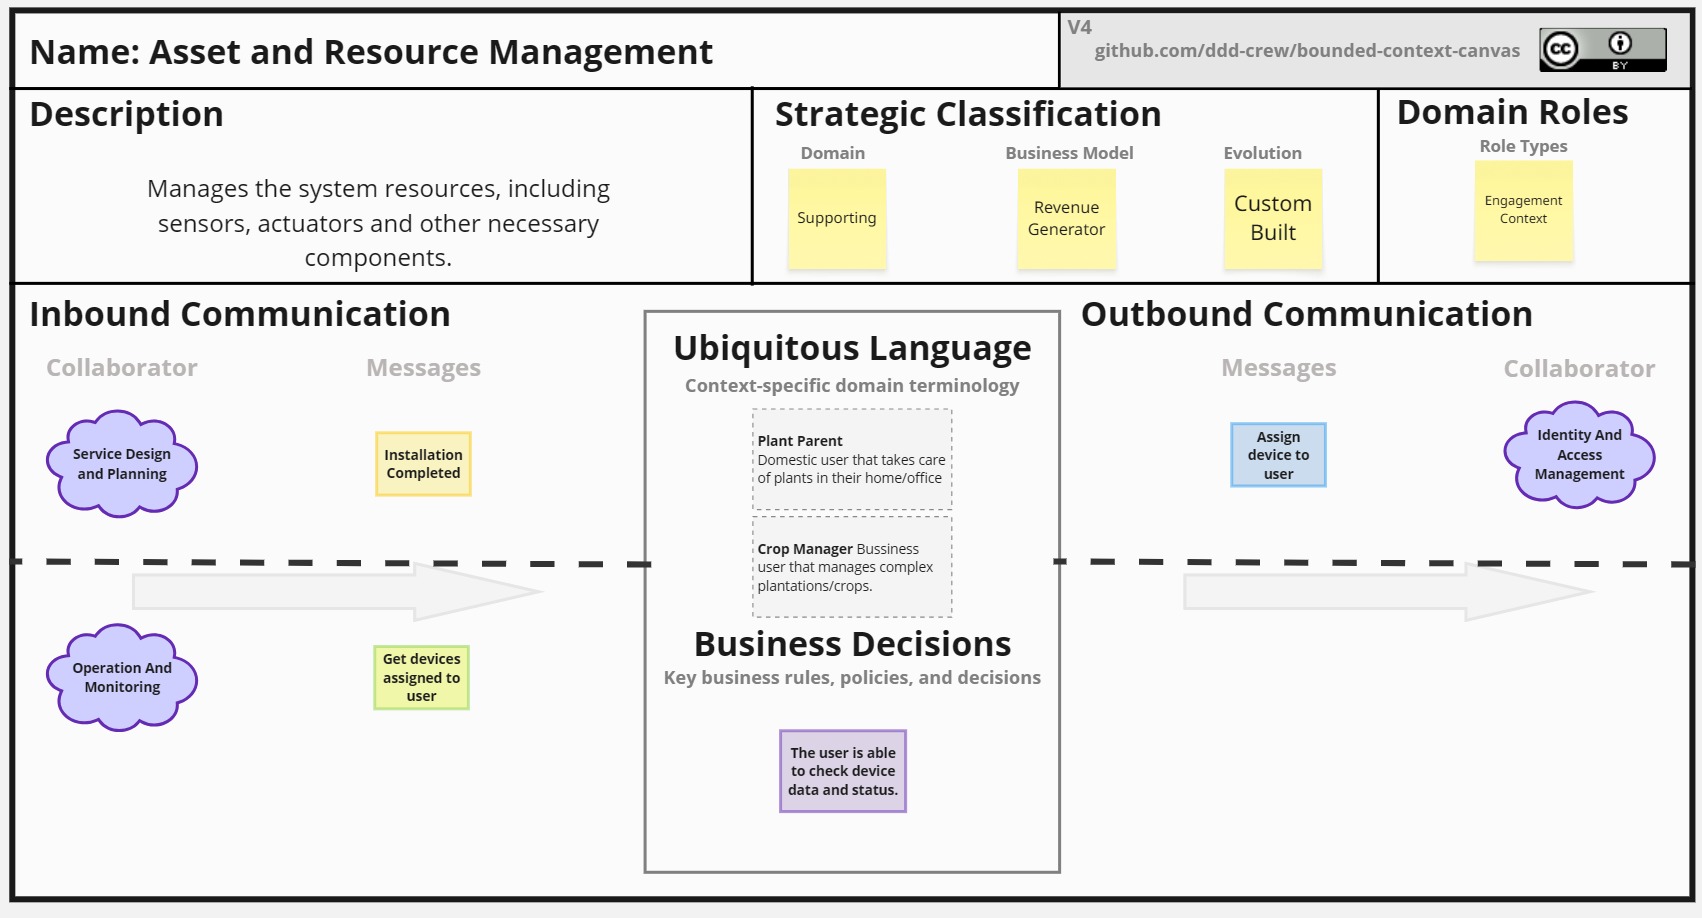 Name: Asset and Resource Management
V4
github.com/ddd-crew/bounded-context-canvas
cc
BY
Description
Manages the system resources, including
sensors, actuators and other necessary
components.
Strategic Classification
Domain
Supporting
Business Model
Revenue
Generator
Evolution
Custom
Built
Domain Roles
Role Types
Engagement
Context
Inbound Communication
Collaborator
Messages
Service Design
and Planning
Installation
Completed
Operation And
Monitoring
Get devices
assigned to
user
Ubiquitous Language
Context-specific domain terminology
Plant Parent
Domestic user that takes care
of plants in their home/office
Crop Manager Bussiness
user that manages complex
plantations/crops.
Business Decisions
Key business rules, policies, and decisions
The user is able
to check device
data and status.
Outbound Communication
Messages
Collaborator
Assign
device to
user
Identity And
Access
Management